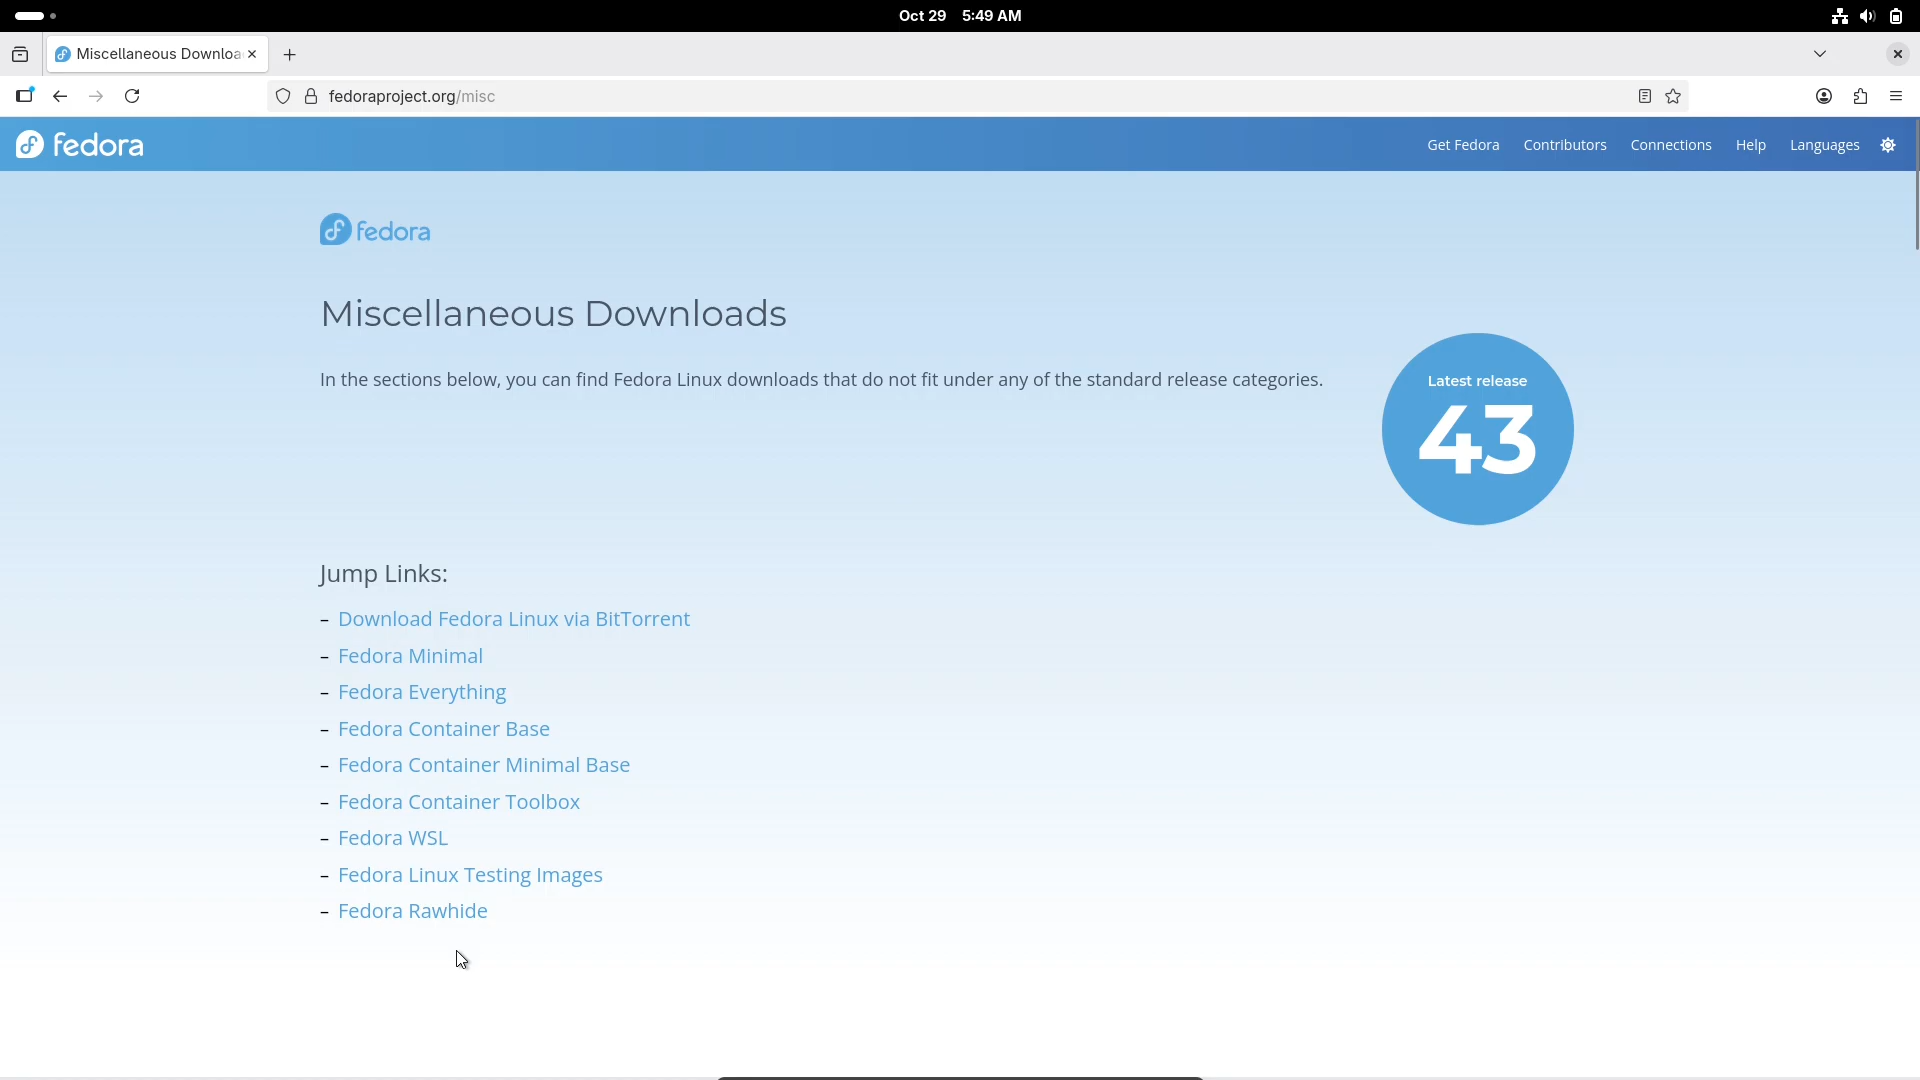 Oct 29 5:49 AM
Miscellaneous Downloa
fedoraproject.org/misc
fedora
Get Fedora Contributors Connections Help Languages
fedora
Miscellaneous Downloads
In the sections below, you can find Fedora Linux downloads that do not fit under any of the standard release categories.
Latest release
43
Jump Links:
– Download Fedora Linux via BitTorrent
– Fedora Minimal
– Fedora Everything
– Fedora Container Base
– Fedora Container Minimal Base
– Fedora Container Toolbox
– Fedora WSL
– Fedora Linux Testing Images
– Fedora Rawhide